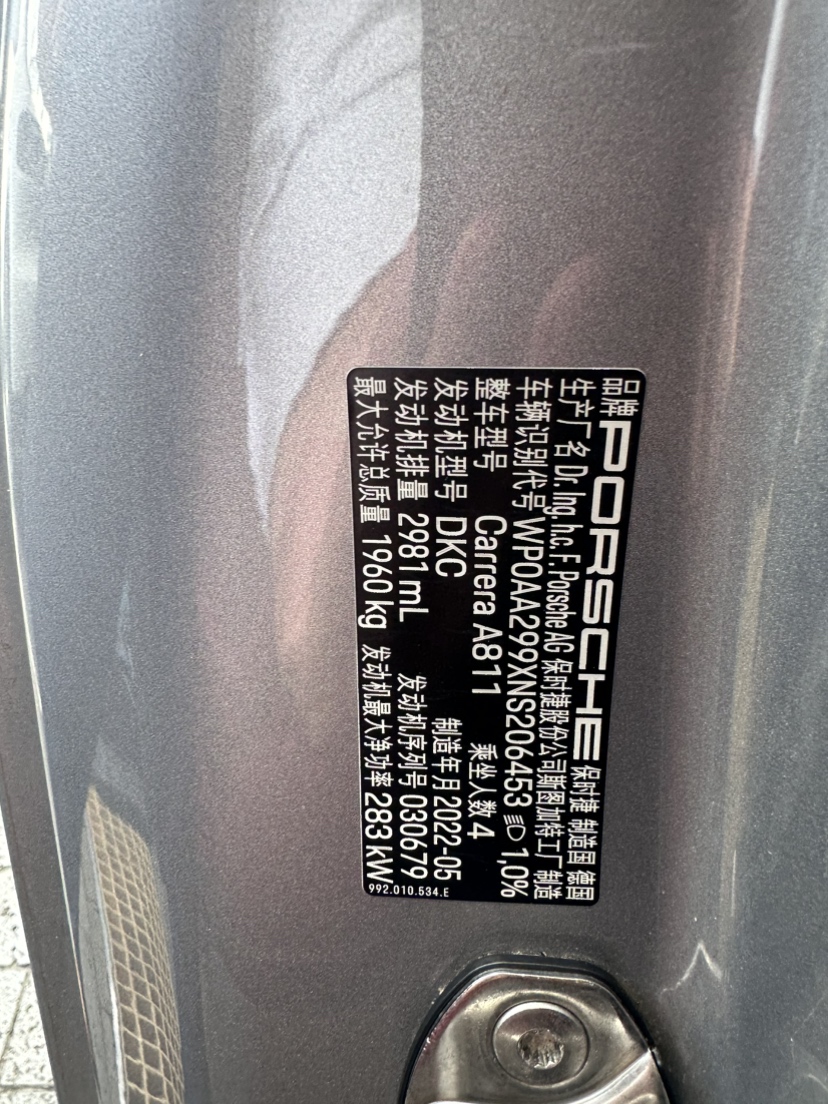 品牌 PORSCHE 保时捷 制造国 德国
生产厂名 Dr. Ing. h.c. F. Porsche AG 保时捷股份公司斯图加特工厂制造
车辆识别代号 WP0AA299XNS206453 1,0%
整车型号 Carrera A811 乘坐人数 4
发动机型号 DKC 制造年月 2022-05
发动机排量 2981 mL 发动机序列号 030679
最大允许总质量 1960 kg 发动机最大净功率 283 kW
992.010.534.E